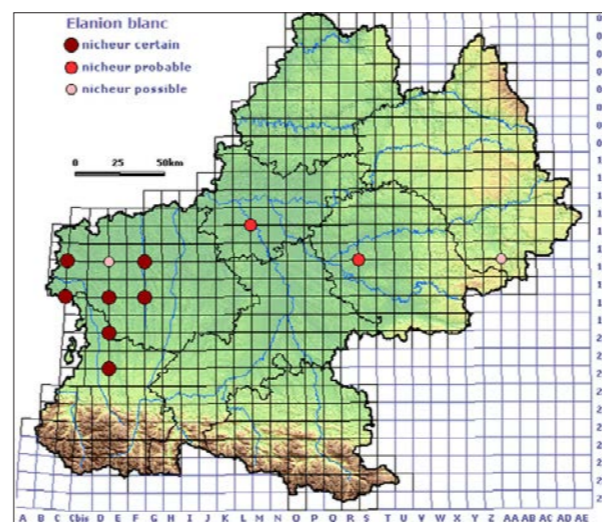 Elanion blanc
nicheur certain
nicheur probable
nicheur possible
0 25 50km
A B C Cbis D E F G H I J K L M N O P Q R S T U V W X Y Z AA AB AC AD AE